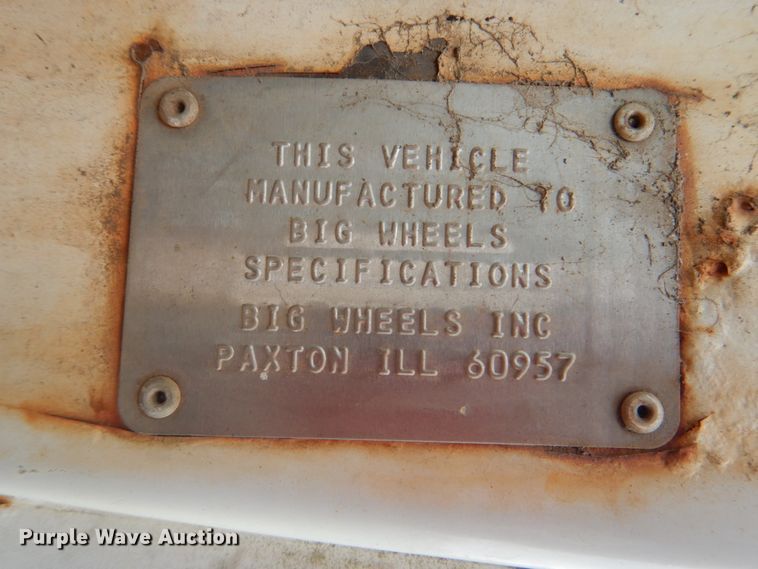 THIS VEHICLE
MANUFACTURED TO
BIG WHEELS
SPECIFICATIONS
BIG WHEELS INC
PAXTON ILL 60957
Purple Wave Auction